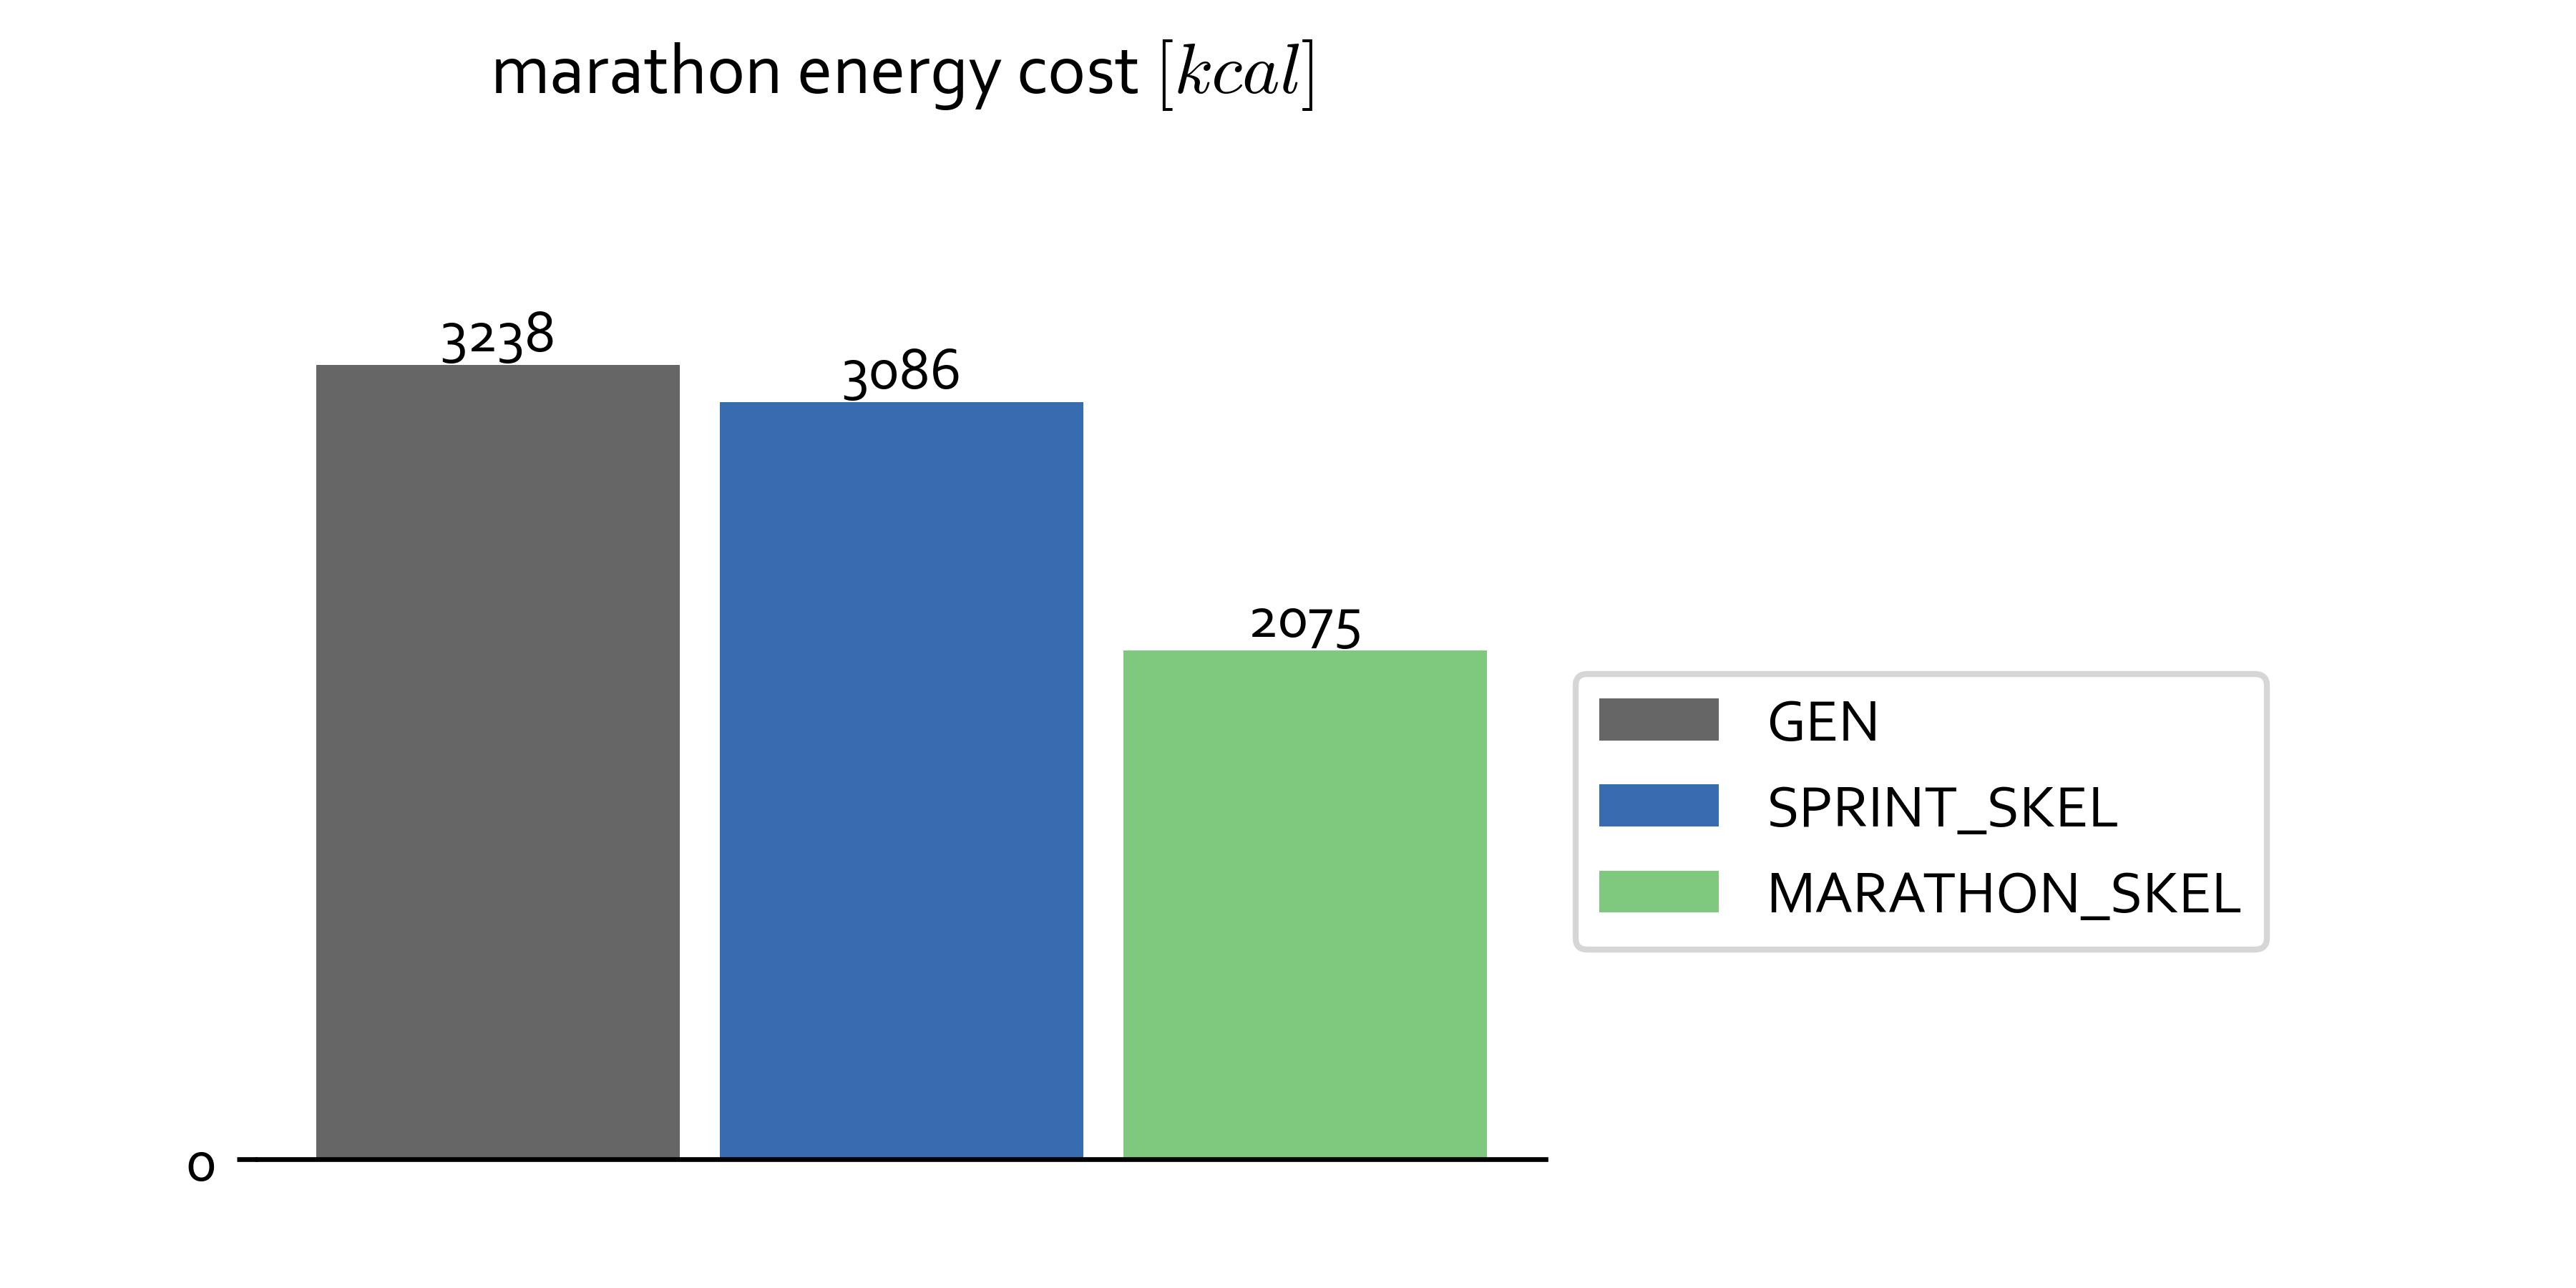 marathon energy cost [kcal]
3238
3086
2075
0
GEN
SPRINT_SKEL
MARATHON_SKEL